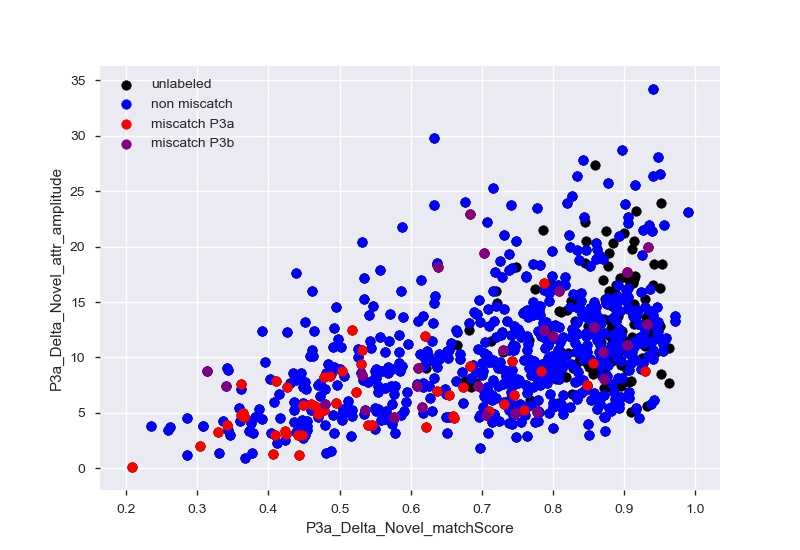 35
30
25
20
15
10
5
0
P3a_Delta_Novel_attr_amplitude
unlabeled
non miscatch
miscatch P3a
miscatch P3b
0.2 0.3 0.4 0.5 0.6 0.7 0.8 0.9 1.0
P3a_Delta_Novel_matchScore